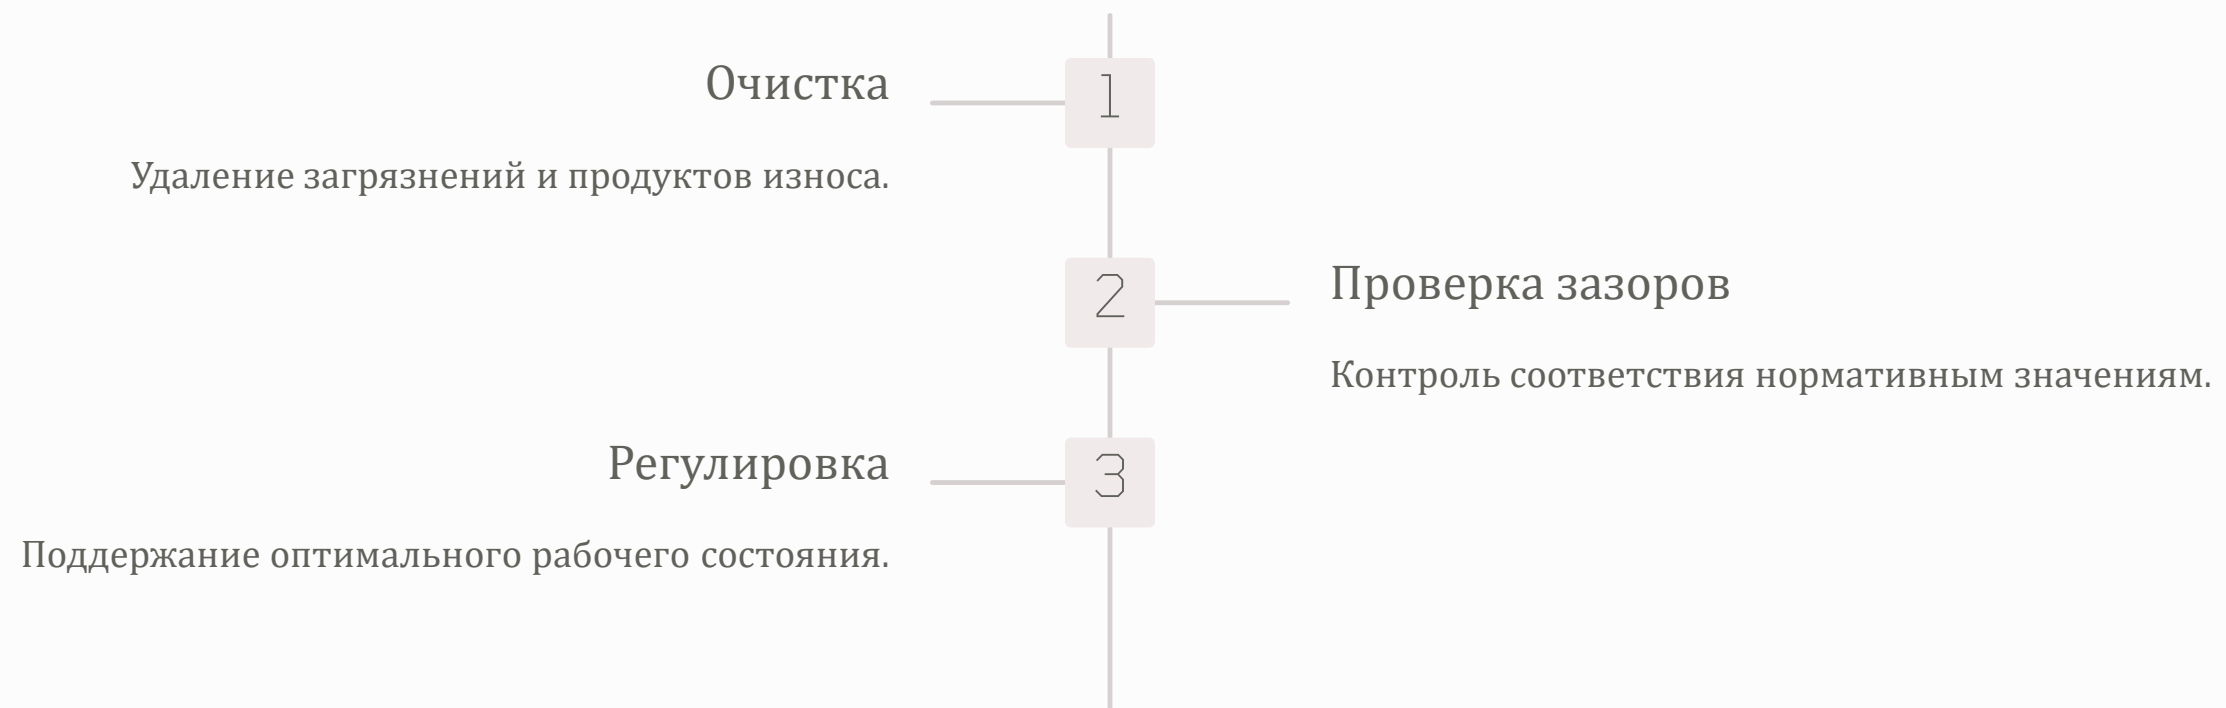 1
Очистка
Удаление загрязнений и продуктов износа.
2
Проверка зазоров
Контроль соответствия нормативным значениям.
3
Регулировка
Поддержание оптимального рабочего состояния.